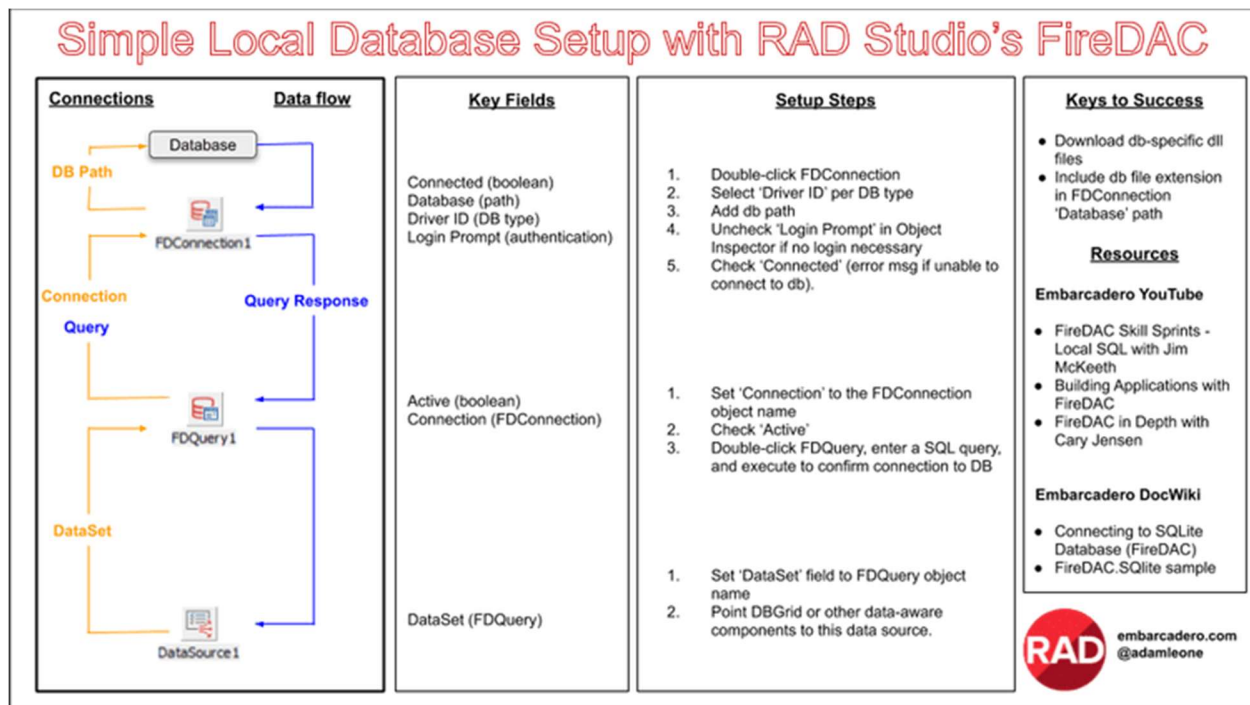 Simple Local Database Setup with RAD Studio's FireDAC
Connections
Data flow
Database
DB Path
FDConnection1
Connection
Query
Query Response
FDQuery1
DataSet
DataSource1
Key Fields
Connected (boolean)
Database (path)
Driver ID (DB type)
Login Prompt (authentication)
Active (boolean)
Connection (FDConnection)
DataSet (FDQuery)
Setup Steps
1. Double-click FDConnection
2. Select 'Driver ID' per DB type
3. Add db path
4. Uncheck 'Login Prompt' in Object
Inspector if no login necessary
5. Check 'Connected' (error msg if unable to
connect to db).
1. Set 'Connection' to the FDConnection
object name
2. Check 'Active'
3. Double-click FDQuery, enter a SQL query,
and execute to confirm connection to DB
1. Set 'DataSet' field to FDQuery object
name
2. Point DBGrid or other data-aware
components to this data source.
Keys to Success
● Download db-specific dll
files
● Include db file extension
in FDConnection
'Database' path
Resources
Embarcadero YouTube
● FireDAC Skill Sprints -
Local SQL with Jim
McKeeth
● Building Applications with
FireDAC
● FireDAC in Depth with
Cary Jensen
Embarcadero DocWiki
● Connecting to SQLite
Database (FireDAC)
● FireDAC.SQlite sample
RAD
embarcadero.com
@adamleone